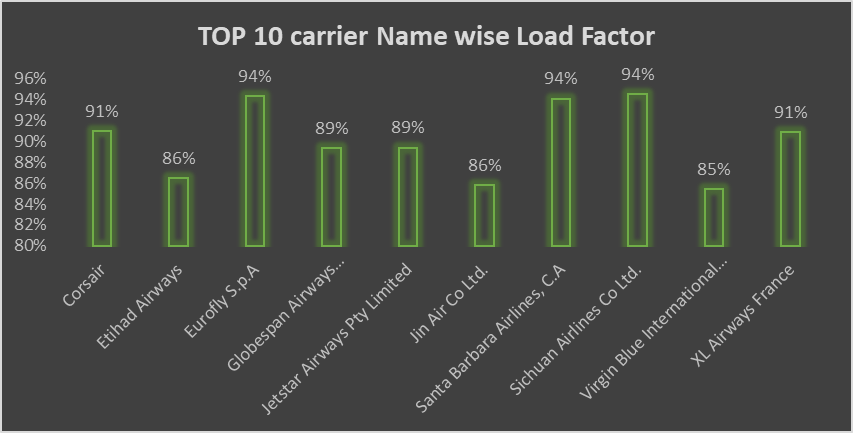 TOP 10 carrier Name wise Load Factor
96%
94%
92%
90%
88%
86%
84%
82%
80%
91%
86%
94%
89%
89%
86%
94%
94%
85%
91%
Corsair
Etihad Airways
Eurofly S.p.A
Globespan Airways...
Jetstar Airways Pty Limited
Jin Air Co Ltd.
Santa Barbara Airlines, C.A
Sichuan Airlines Co Ltd.
Virgin Blue International...
XL Airways France